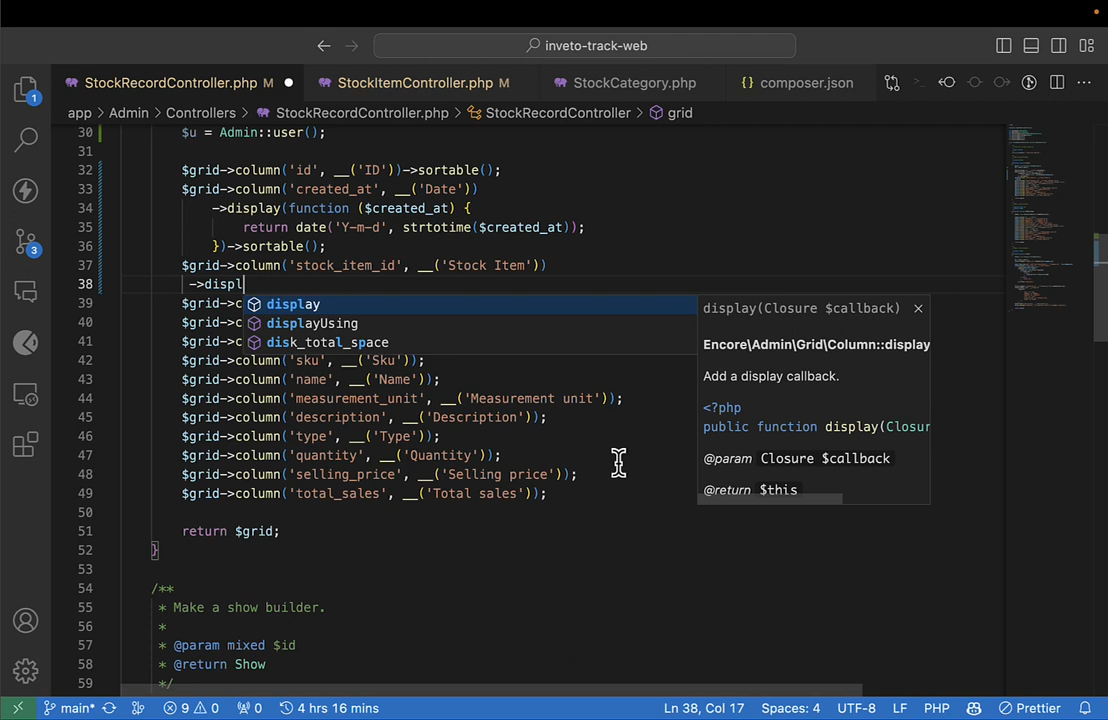 inveto-track-web
StockRecordController.php M
StockItemController.php M
StockCategory.php
{} composer.json
app > Admin > Controllers > StockRecordController.php > StockRecordController > grid
30 $u = Admin::user();
31
32 $grid->column('id', __('ID'))->sortable();
33 $grid->column('created_at', __('Date'))
34 ->display(function ($created_at) {
35 return date('Y-m-d', strtotime($created_at));
36 })->sortable();
37 $grid->column('stock_item_id', __('Stock Item'))
38 ->displ
39 $grid->c
40 $grid->c
41 $grid->c
display
displayUsing
disk_total_space
display(Closure $callback)
Encore\Admin\Grid\Column::display
Add a display callback.
<?php
public function display(Closur
@param Closure $callback
@return $this
42 $grid->column('sku', __('Sku'));
43 $grid->column('name', __('Name'));
44 $grid->column('measurement_unit', __('Measurement unit'));
45 $grid->column('description', __('Description'));
46 $grid->column('type', __('Type'));
47 $grid->column('quantity', __('Quantity'));
48 $grid->column('selling_price', __('Selling price'));
49 $grid->column('total_sales', __('Total sales'));
50
51 return $grid;
52 }
53
54 /**
55 * Make a show builder.
56 *
57 * @param mixed $id
58 * @return Show
59 */
1
3
main* 9 0 0 4 hrs 16 mins Ln 38, Col 17 Spaces: 4 UTF-8 LF PHP Prettier